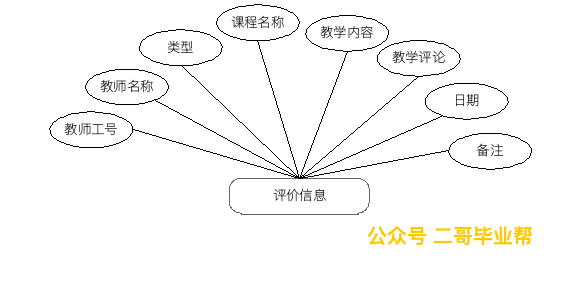 课程名称
教学内容
类型
教学评论
教师名称
日期
教师工号
备注
评价信息
公众号 二哥毕业帮